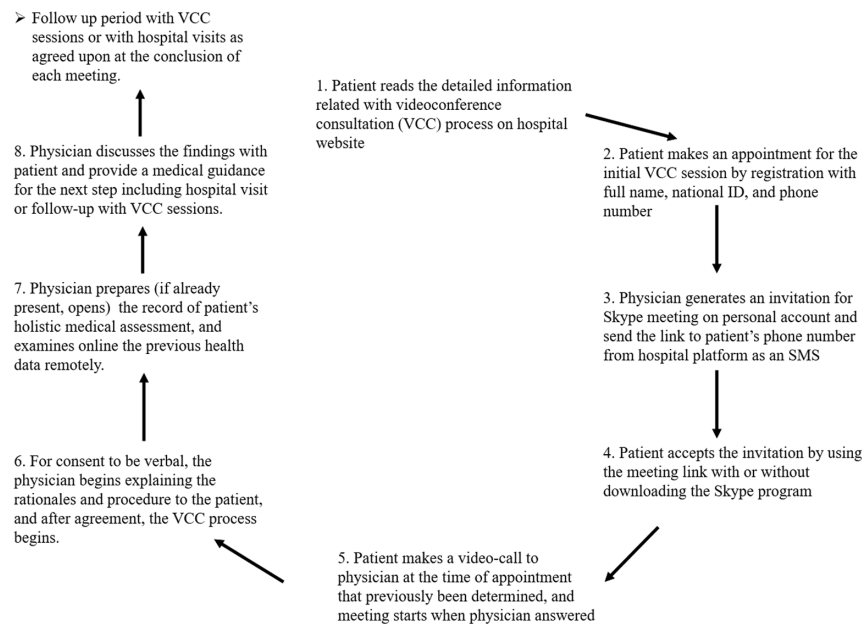 1. Patient reads the detailed information
related with videoconference
consultation (VCC) process on hospital
website
2. Patient makes an appointment for the
initial VCC session by registration with
full name, national ID, and phone
number
3. Physician generates an invitation for
Skype meeting on personal account and
send the link to patient’s phone number
from hospital platform as an SMS
4. Patient accepts the invitation by using
the meeting link with or without
downloading the Skype program
5. Patient makes a video-call to
physician at the time of appointment
that previously been determined, and
meeting starts when physician answered
6. For consent to be verbal, the
physician begins explaining the
rationales and procedure to the patient,
and after agreement, the VCC process
begins.
7. Physician prepares (if already
present, opens)  the record of patient’s
holistic medical assessment, and
examines online the previous health
data remotely.
8. Physician discusses the findings with
patient and provide a medical guidance
for the next step including hospital visit
or follow-up with VCC sessions.
➢ Follow up period with VCC
sessions or with hospital visits as
agreed upon at the conclusion of
each meeting.